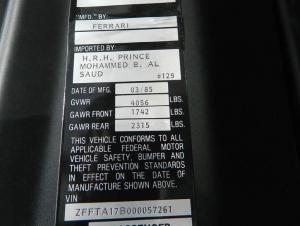 "MFD." BY
FERRARI
IMPORTED BY:
H.R.H. PRINCE
MOHAMMED B. AL
SAUD
#129
DATE OF MFG. 03/85
GVWR 4056 LBS.
GAWR FRONT 1742 LBS.
GAWR REAR 2315 LBS.
THIS VEHICLE CONFORMS TO ALL
APPLICABLE FEDERAL MOTOR
VEHICLE SAFETY, BUMPER AND
THEFT PREVENTION STANDARDS
IN EFFECT ON THE DATE OF
MANUFACTURE SHOWN ABOVE.
VIN
ZFFTA17B000057261
PASSENGER